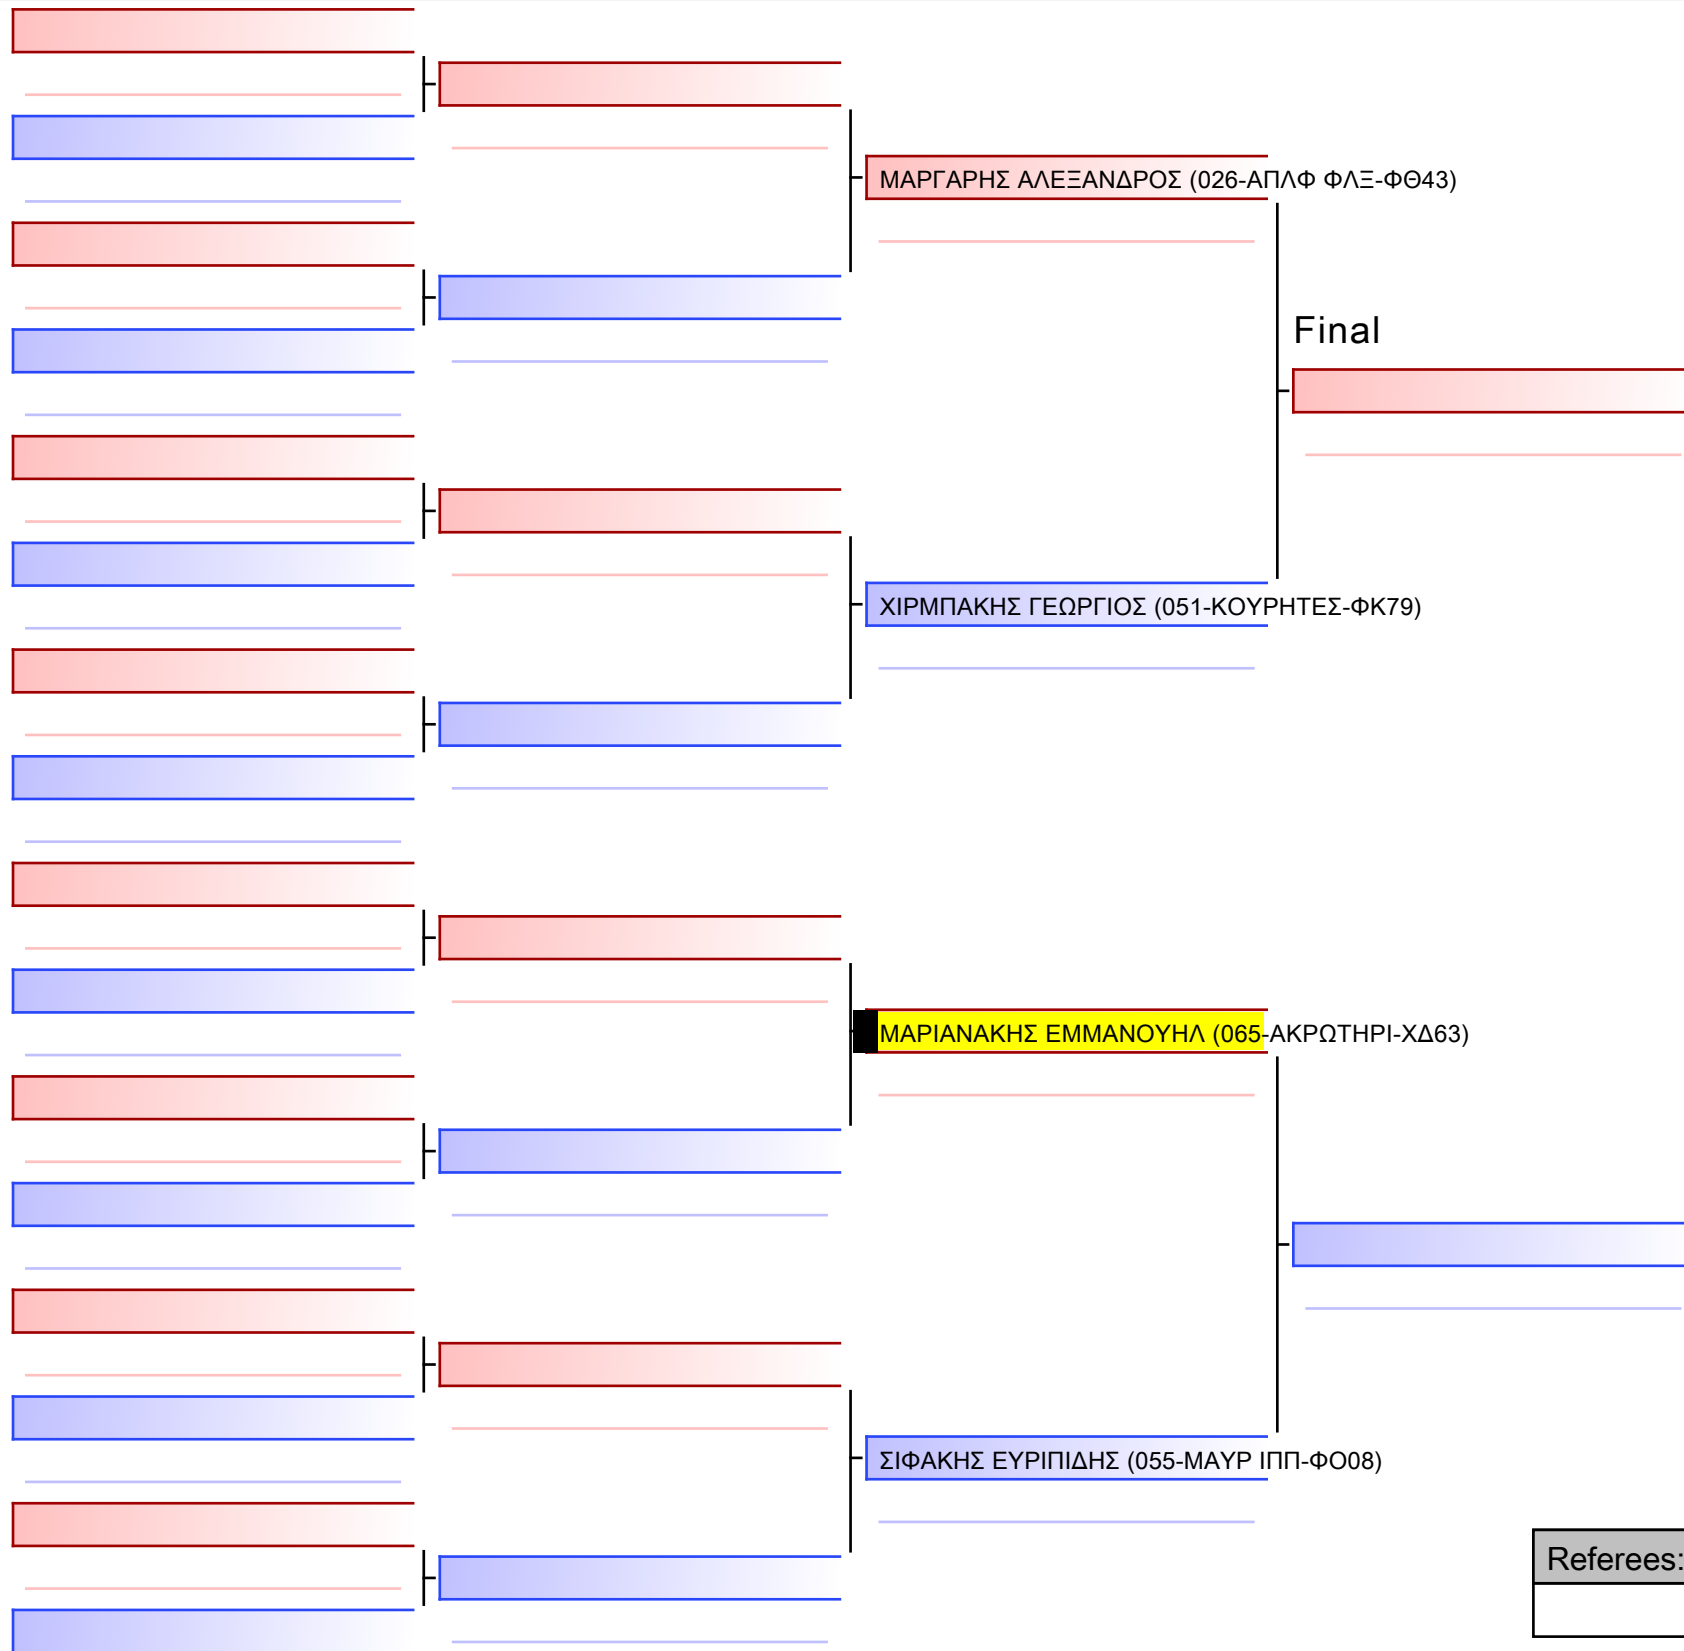 ΜΑΡΓΑΡΗΣ ΑΛΕΞΑΝΔΡΟΣ (026-ΑΠΛΦ ΦΛΞ-ΦΘ43)
Final
ΧΙΡΜΠΑΚΗΣ ΓΕΩΡΓΙΟΣ (051-ΚΟΥΡΗΤΕΣ-ΦΚ79)
ΜΑΡΙΑΝΑΚΗΣ ΕΜΜΑΝΟΥΗΛ (065-ΑΚΡΩΤΗΡΙ-ΧΔ63)
ΣΙΦΑΚΗΣ ΕΥΡΙΠΙΔΗΣ (055-ΜΑΥΡ ΙΠΠ-ΦΟ08)
Referees: